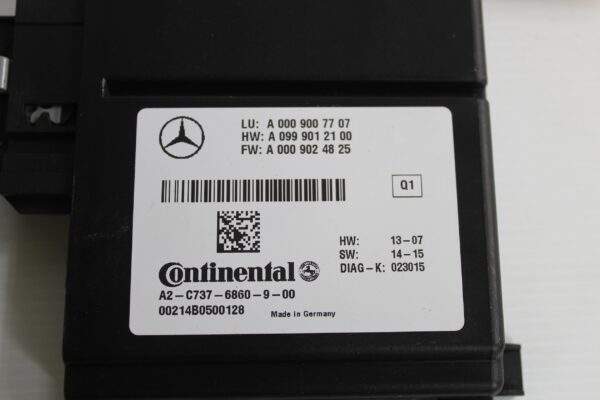 LU: A 000 900 77 07
HW: A 099 901 21 00
FW: A 000 902 48 25
Q1
HW: 13-07
SW: 14-15
DIAG-K: 023015
Continental
A2-C737-6860-9-00
00214B0500128
Made in Germany